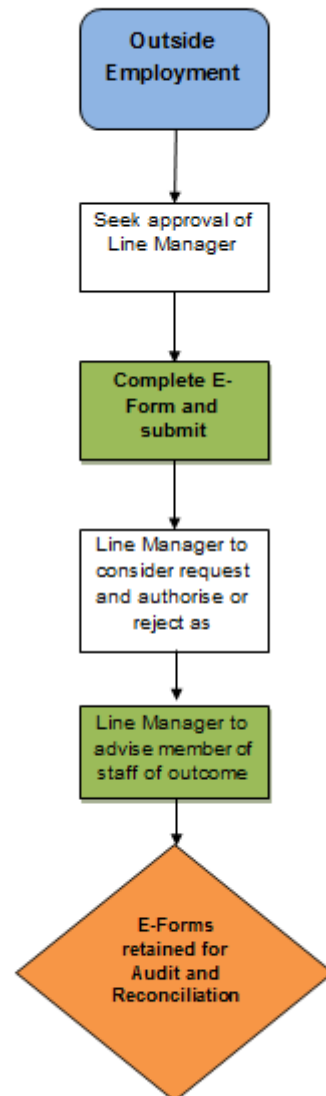 Outside
Employment
Seek approval of
Line Manager
Complete E-
Form and
submit
Line Manager to
consider request
and authorise or
reject as
Line Manager to
advise member of
staff of outcome
E-Forms
retained for
Audit and
Reconciliation